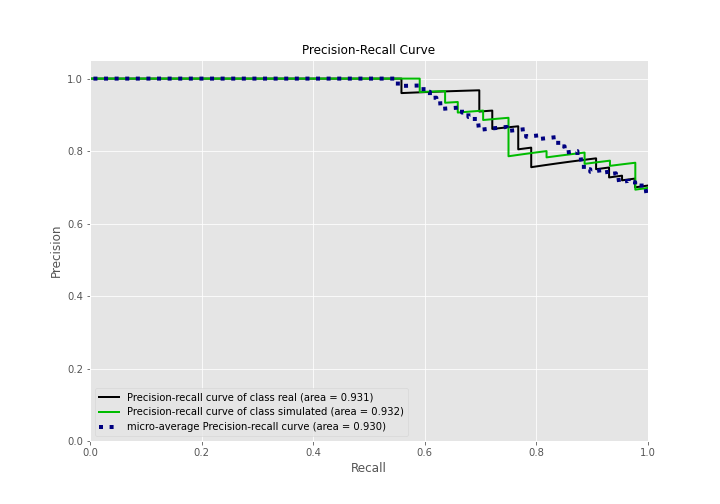 Precision-Recall Curve
1.0
0.8
0.6
0.4
0.2
0.0
Precision
Precision-recall curve of class real (area = 0.931)
Precision-recall curve of class simulated (area = 0.932)
micro-average Precision-recall curve (area = 0.930)
0.0 0.2 0.4 0.6 0.8 1.0
Recall